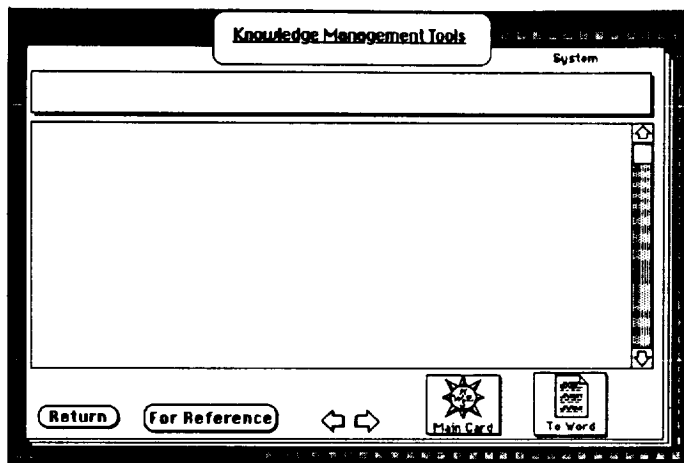 Knowledge Management Tools
System
Return
For Reference
Main Card
To Word